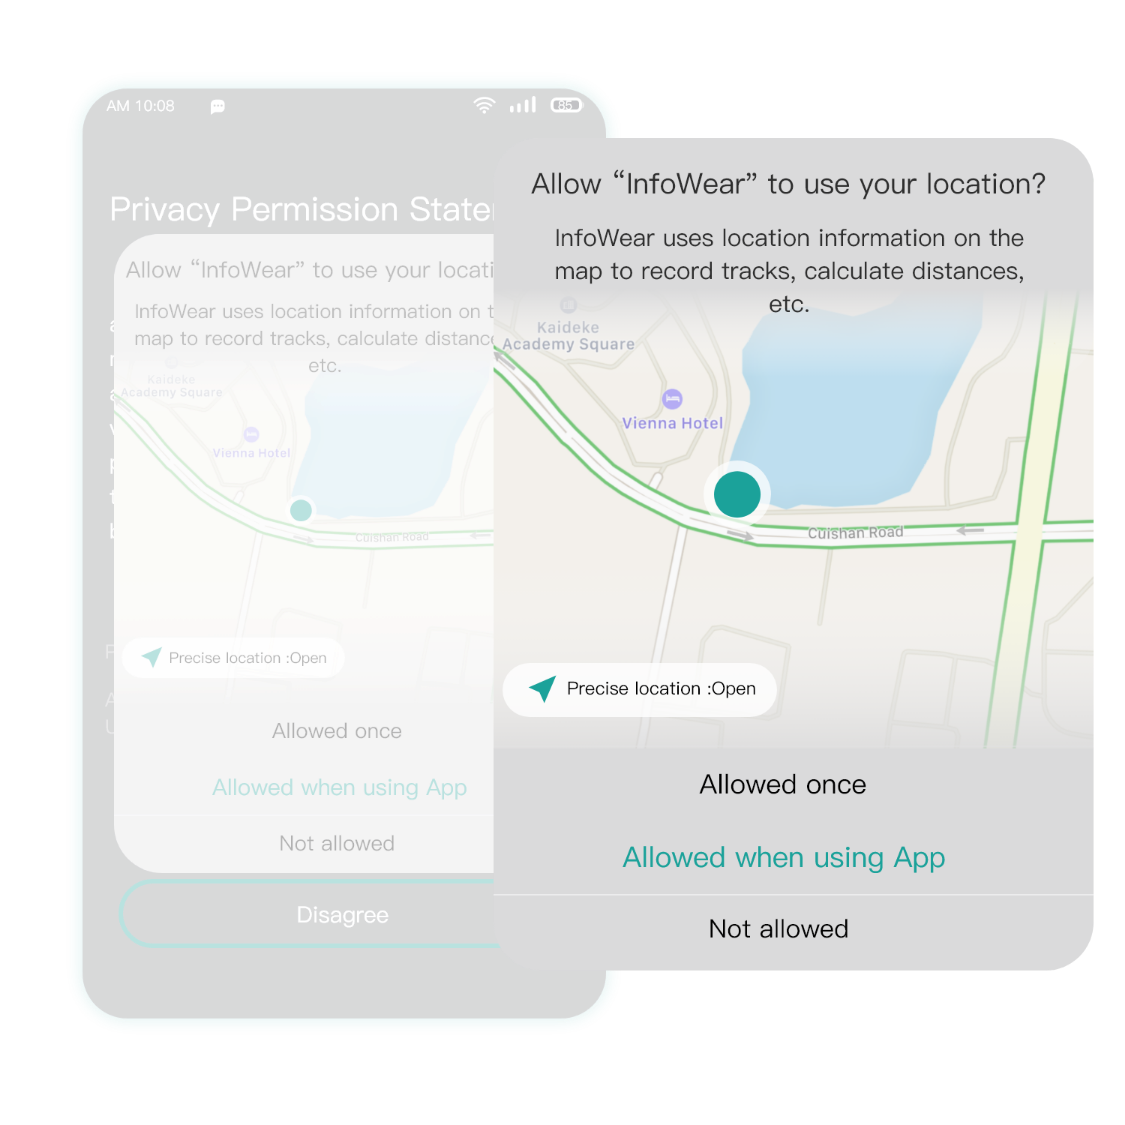 AM 10:08
85
Privacy Permission State
Allow “InfoWear” to use your locati
InfoWear uses location information on t
map to record tracks, calculate distanc
etc.
Kaideke
Academy Square
Vienna Hotel
Cuishan Road
Precise location :Open
Allowed once
Allowed when using App
Not allowed
Disagree
Allow “InfoWear” to use your location?
InfoWear uses location information on the
map to record tracks, calculate distances,
etc.
Kaideke
Academy Square
Vienna Hotel
Cuishan Road
Precise location :Open
Allowed once
Allowed when using App
Not allowed